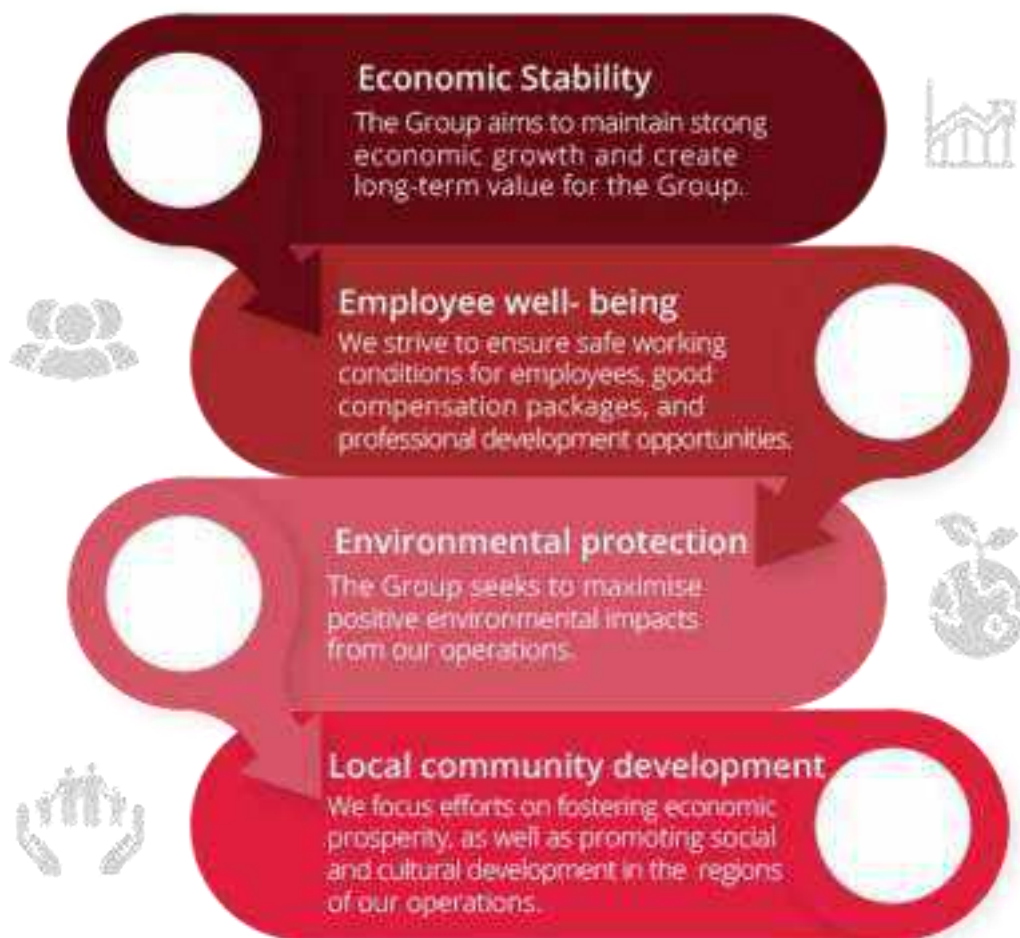 Economic Stability
The Group aims to maintain strong
economic growth and create
long-term value for the Group.
Employee well- being
We strive to ensure safe working
conditions for employees, good
compensation packages, and
professional development opportunities.
Environmental protection
The Group seeks to maximise
positive environmental impacts
from our operations.
Local community development
We focus efforts on fostering economic
prosperity, as well as promoting social
and cultural development in the regions
of our operations.